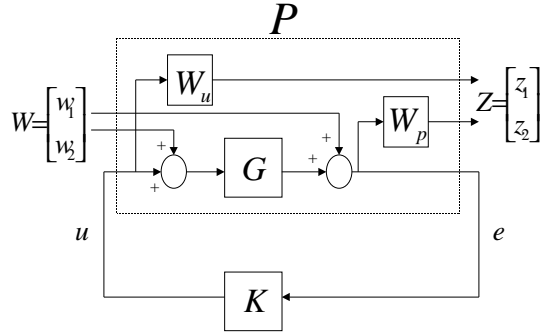 P
W_u
W=[w_1 w_2]
Z=[z_1 z_2]
W_p
+
+
+
+
G
u
e
K